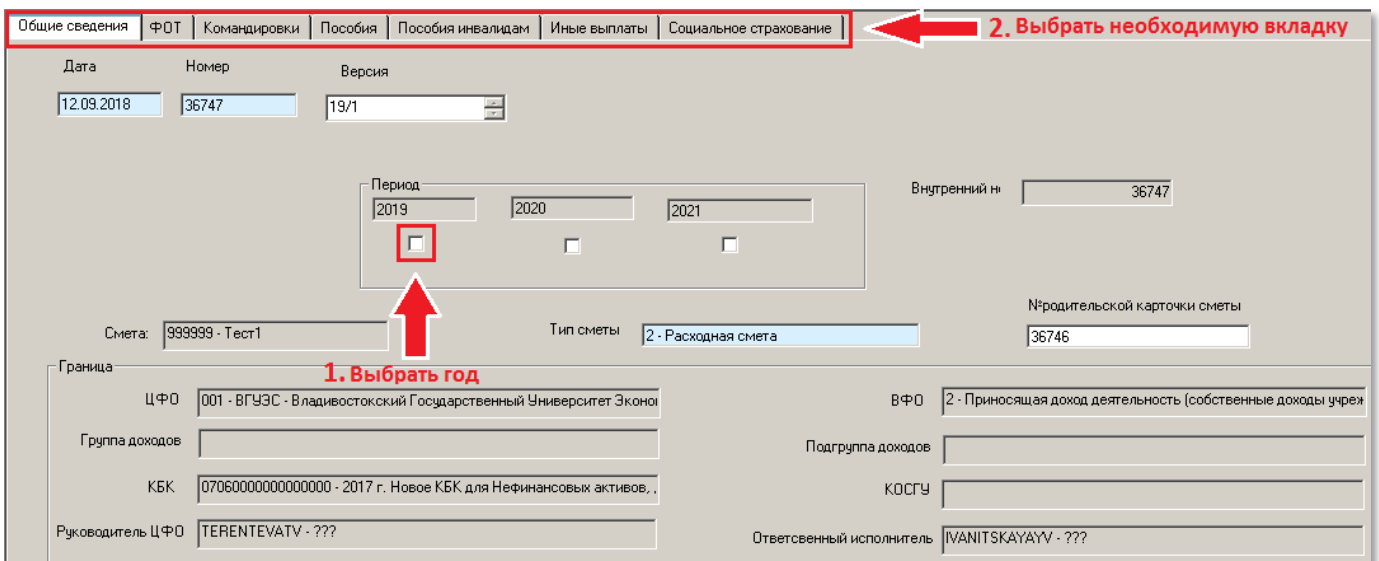 Общие сведения ФОТ Командировки Пособия Пособия инвалидам Иные выплаты Социальное страхование 2. Выбрать необходимую вкладку
Дата Номер Версия
12.09.2018 36747 19/1
Период
2019 2020 2021
Внутренний н 36747
№родительской карточки сметы
Смета: 999999 - Тест1 Тип сметы 2 - Расходная смета 36746
1. Выбрать год
Граница
ЦФО 001 - ВГУЭС - Владивостокский Государственный Университет Эконо ВФО 2 - Приносящая доход деятельность (собственные доходы учреж
Группа доходов Подгруппа доходов
КБК 07060000000000000 - 2017 г. Новое КБК для Нефинансовых активов, , КОСГУ
Руководитель ЦФО TERENTEVATV - ??? Ответсвенный исполнитель IVANITSKAYAYV - ???